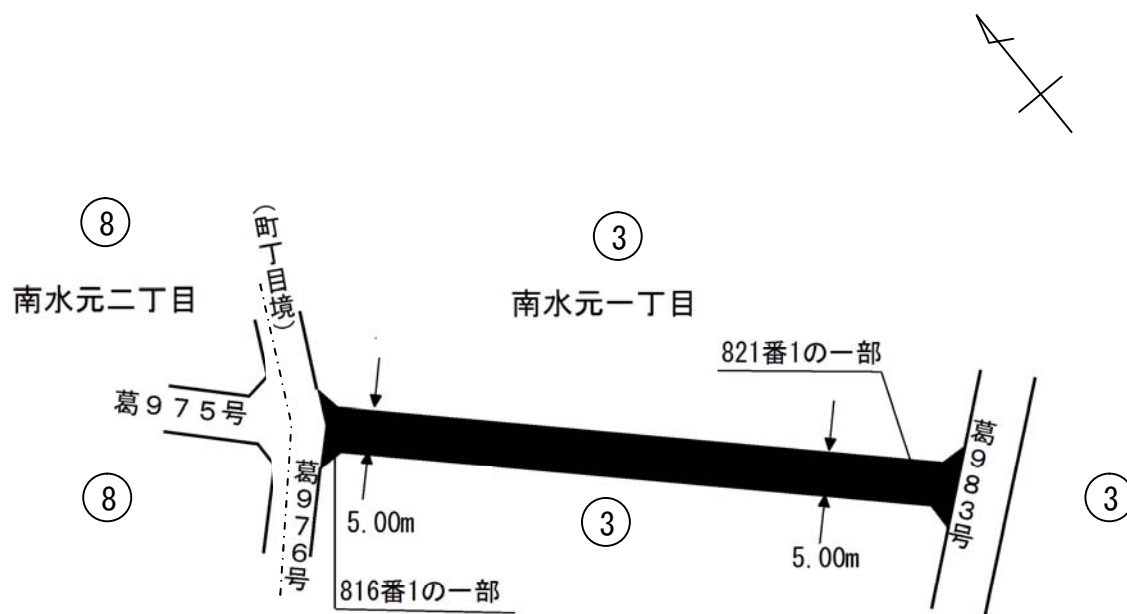 ⑧
③
(町丁目境)
南水元二丁目
南水元一丁目
821番1の一部
葛975号
葛983号
⑧
葛976号
5.00m
③
③
5.00m
816番1の一部